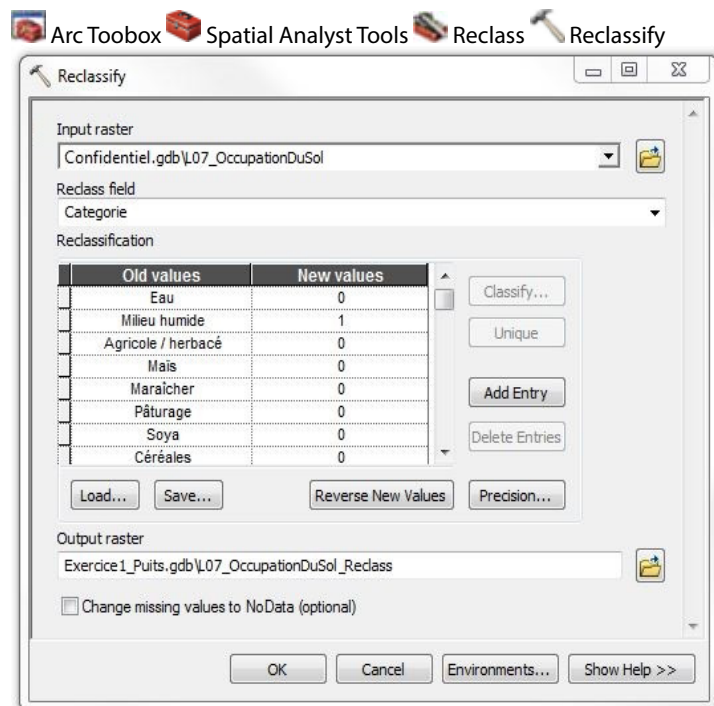 Arc Toobox Spatial Analyst Tools Reclass Reclassify
Reclassify
Input raster
Confidentiel.gdb\L07_OccupationDuSol
Reclass field
Categorie
Reclassification
Old values New values
Eau 0
Milieu humide 1
Agricole / herbacé 0
Maïs 0
Maraîcher 0
Pâturage 0
Soya 0
Céréales 0
Classify...
Unique
Add Entry
Delete Entries
Load... Save... Reverse New Values Precision...
Output raster
Exercice1_Puits.gdb\L07_OccupationDuSol_Reclass
Change missing values to NoData (optional)
OK Cancel Environments... Show Help >>